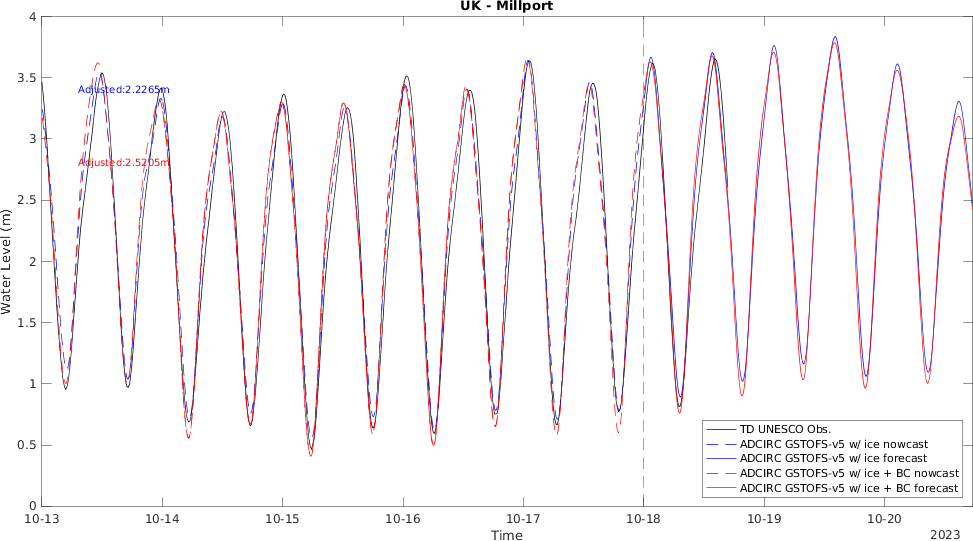 UK - Millport
4
3.5
3
2.5
2
1.5
1
0.5
0
Water Level (m)
Adjusted:2.2265m
Adjusted:2.5205m
TD UNESCO Obs.
ADCIRC GSTOFS-v5 w/ ice nowcast
ADCIRC GSTOFS-v5 w/ ice forecast
ADCIRC GSTOFS-v5 w/ ice + BC nowcast
ADCIRC GSTOFS-v5 w/ ice + BC forecast
10-13 10-14 10-15 10-16 10-17 10-18 10-19 10-20
Time
2023